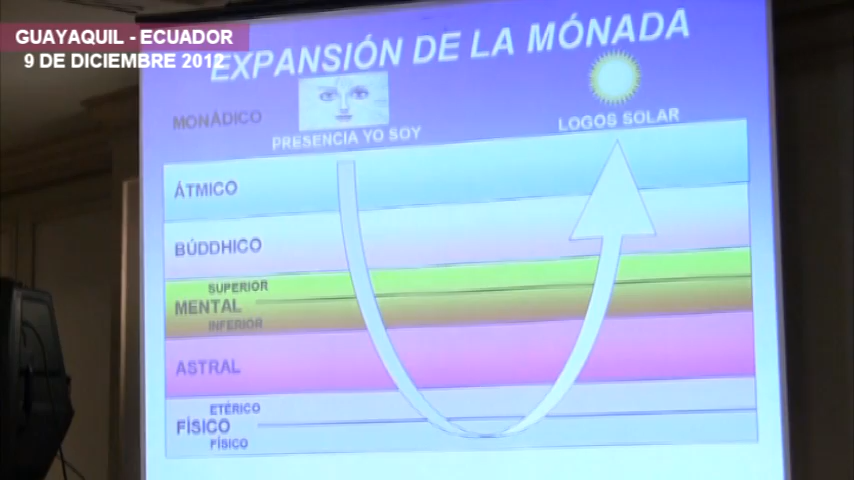 GUAYAQUIL - ECUADOR
9 DE DICIEMBRE 2012
EXPANSIÓN DE LA MÓNADA
MONÁDICO
PRESENCIA YO SOY
LOGOS SOLAR
ÁTMICO
BÚDDHICO
SUPERIOR
MENTAL
INFERIOR
ASTRAL
ETÉRICO
FÍSICO
FÍSICO